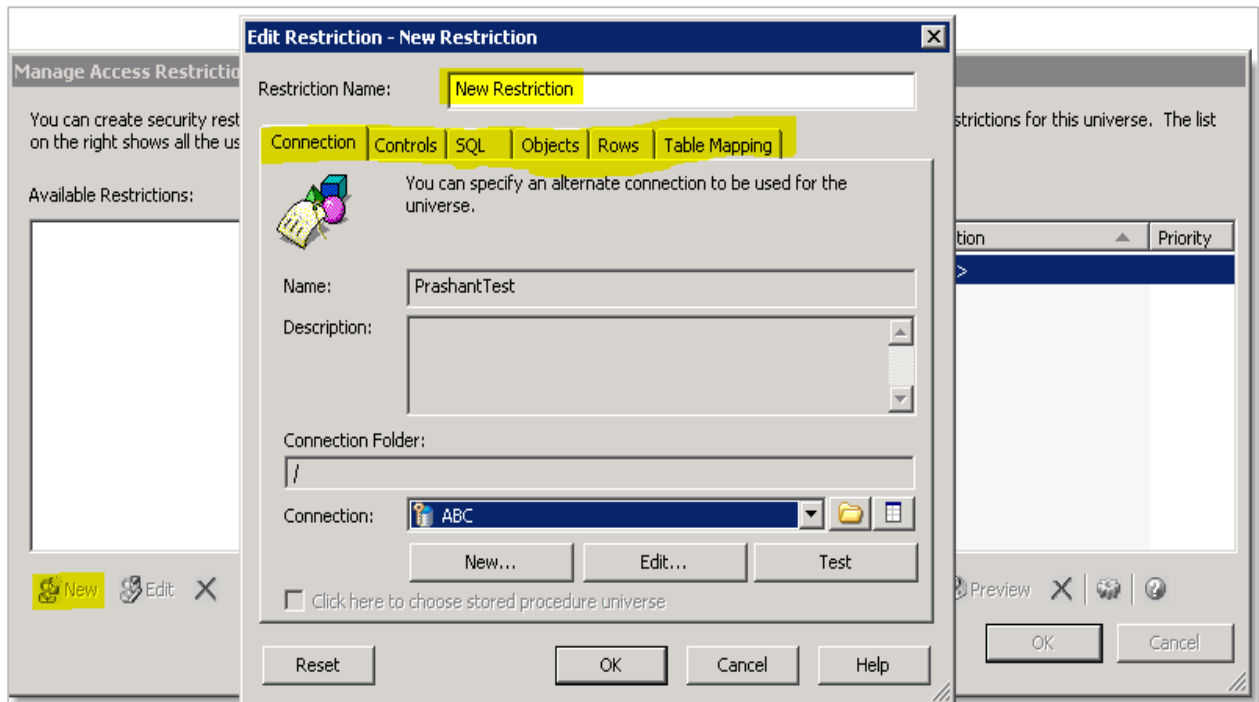 Edit Restriction - New Restriction
Manage Access Restrictio
Restriction Name: New Restriction
You can create security rest
on the right shows all the us
strictions for this universe. The list
Connection Controls SQL Objects Rows Table Mapping
You can specify an alternate connection to be used for the
universe.
Available Restrictions:
tion Priority
>
Name: PrashantTest
Description:
Connection Folder:
/
Connection: ABC
New... Edit... Test
New Edit
Click here to choose stored procedure universe
Preview
OK Cancel
Reset OK Cancel Help